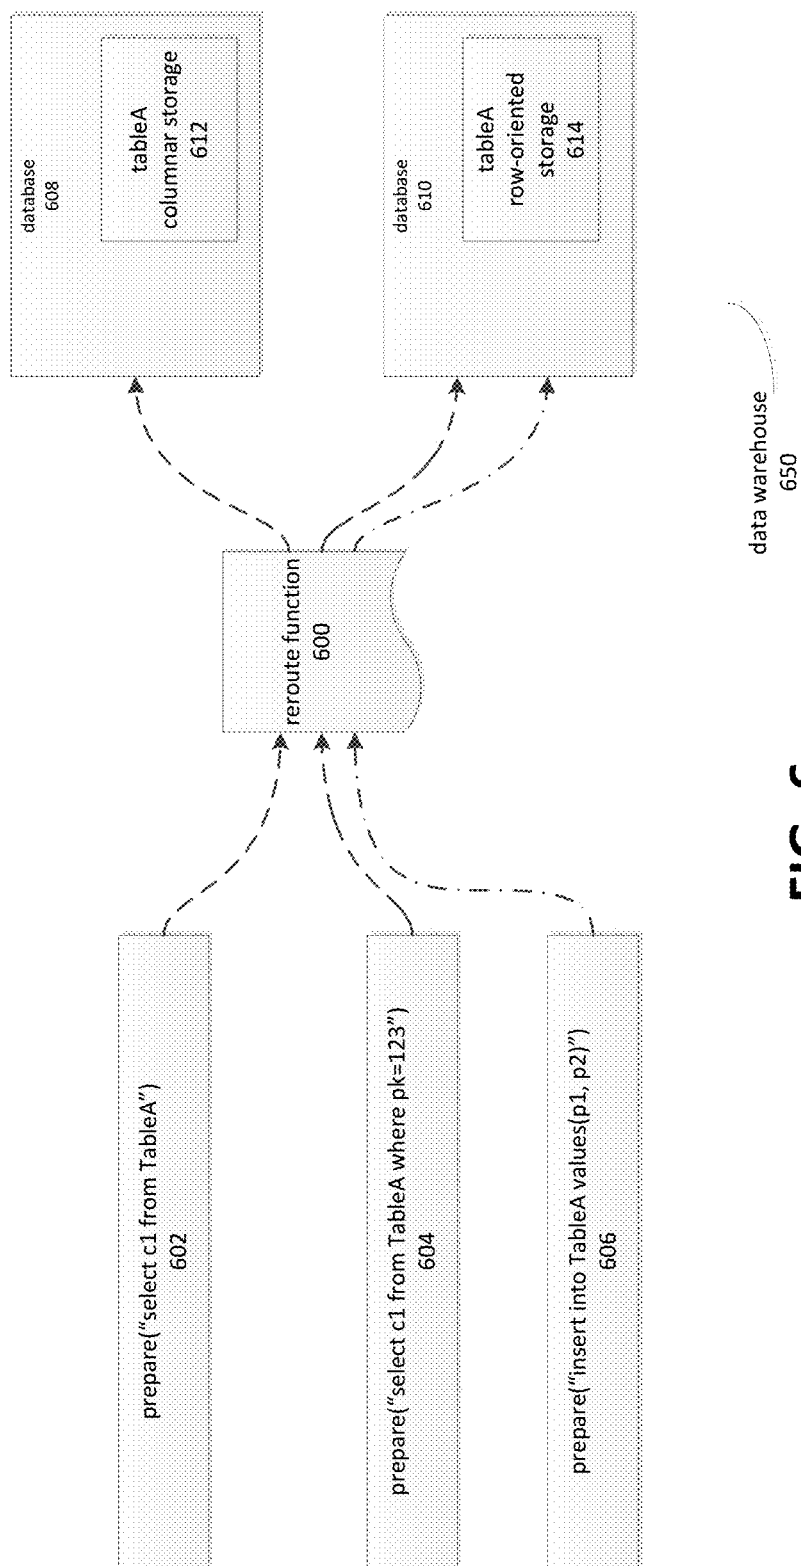 prepare(“select c1 from TableA”)
602
prepare(“select c1 from TableA where pk=123”)
604
prepare(“insert into TableA values(p1, p2)”)
606
reroute function
600
database
608
tableA
columnar storage
612
database
610
tableA
row-oriented
storage
614
data warehouse
650
FIG. 6